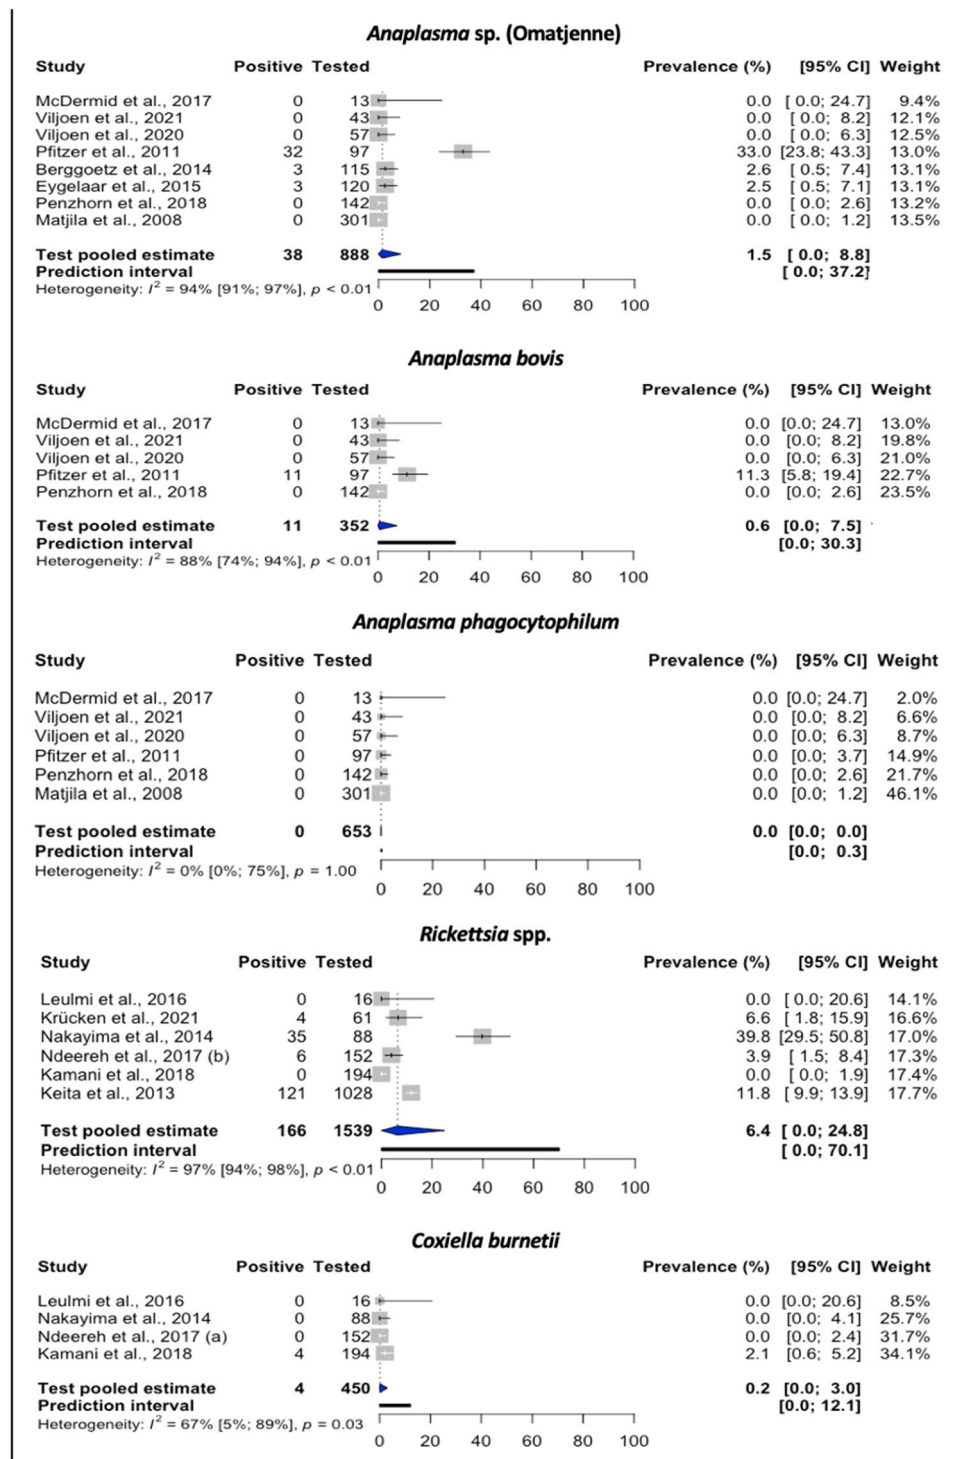 Anaplasma sp. (Omatjenne)
Study Positive Tested Prevalence (%) [95% CI] Weight
McDermid et al., 2017 0 13 0.0 [ 0.0; 24.7] 9.4%
Viljoen et al., 2021 0 43 0.0 [ 0.0; 8.2] 12.1%
Viljoen et al., 2020 0 57 0.0 [ 0.0; 6.3] 12.5%
Pfitzer et al., 2011 32 97 33.0 [23.8; 43.3] 13.0%
Berggoetz et al., 2014 3 115 2.6 [ 0.5; 7.4] 13.1%
Eygelaar et al., 2015 3 120 2.5 [ 0.5; 7.1] 13.1%
Penzhorn et al., 2018 0 142 0.0 [ 0.0; 2.6] 13.2%
Matjila et al., 2008 0 301 0.0 [ 0.0; 1.2] 13.5%
Test pooled estimate 38 888 1.5 [ 0.0; 8.8]
Prediction interval [ 0.0; 37.2]
Heterogeneity: I² = 94% [91%; 97%], p < 0.01
0 20 40 60 80 100
Anaplasma bovis
Study Positive Tested Prevalence (%) [95% CI] Weight
McDermid et al., 2017 0 13 0.0 [0.0; 24.7] 13.0%
Viljoen et al., 2021 0 43 0.0 [0.0; 8.2] 19.8%
Viljoen et al., 2020 0 57 0.0 [0.0; 6.3] 21.0%
Pfitzer et al., 2011 11 97 11.3 [5.8; 19.4] 22.7%
Penzhorn et al., 2018 0 142 0.0 [0.0; 2.6] 23.5%
Test pooled estimate 11 352 0.6 [0.0; 7.5]
Prediction interval [0.0; 30.3]
Heterogeneity: I² = 88% [74%; 94%], p < 0.01
0 20 40 60 80 100
Anaplasma phagocytophilum
Study Positive Tested Prevalence (%) [95% CI] Weight
McDermid et al., 2017 0 13 0.0 [0.0; 24.7] 2.0%
Viljoen et al., 2021 0 43 0.0 [0.0; 8.2] 6.6%
Viljoen et al., 2020 0 57 0.0 [0.0; 6.3] 8.7%
Pfitzer et al., 2011 0 97 0.0 [0.0; 3.7] 14.9%
Penzhorn et al., 2018 0 142 0.0 [0.0; 2.6] 21.7%
Matjila et al., 2008 0 301 0.0 [0.0; 1.2] 46.1%
Test pooled estimate 0 653 0.0 [0.0; 0.0]
Prediction interval [0.0; 0.3]
Heterogeneity: I² = 0% [0%; 75%], p = 1.00
0 20 40 60 80 100
Rickettsia spp.
Study Positive Tested Prevalence (%) [95% CI] Weight
Leulmi et al., 2016 0 16 0.0 [ 0.0; 20.6] 14.1%
Krücken et al., 2021 4 61 6.6 [ 1.8; 15.9] 16.6%
Nakayima et al., 2014 35 88 39.8 [29.5; 50.8] 17.0%
Ndeereh et al., 2017 (b) 6 152 3.9 [ 1.5; 8.4] 17.3%
Kamani et al., 2018 0 194 0.0 [ 0.0; 1.9] 17.4%
Keita et al., 2013 121 1028 11.8 [ 9.9; 13.9] 17.7%
Test pooled estimate 166 1539 6.4 [ 0.0; 24.8]
Prediction interval [ 0.0; 70.1]
Heterogeneity: I² = 97% [94%; 98%], p < 0.01
0 20 40 60 80 100
Coxiella burnetii
Study Positive Tested Prevalence (%) [95% CI] Weight
Leulmi et al., 2016 0 16 0.0 [0.0; 20.6] 8.5%
Nakayima et al., 2014 0 88 0.0 [0.0; 4.1] 25.7%
Ndeereh et al., 2017 (a) 0 152 0.0 [0.0; 2.4] 31.7%
Kamani et al., 2018 4 194 2.1 [0.6; 5.2] 34.1%
Test pooled estimate 4 450 0.2 [0.0; 3.0]
Prediction interval [0.0; 12.1]
Heterogeneity: I² = 67% [5%; 89%], p = 0.03
0 20 40 60 80 100